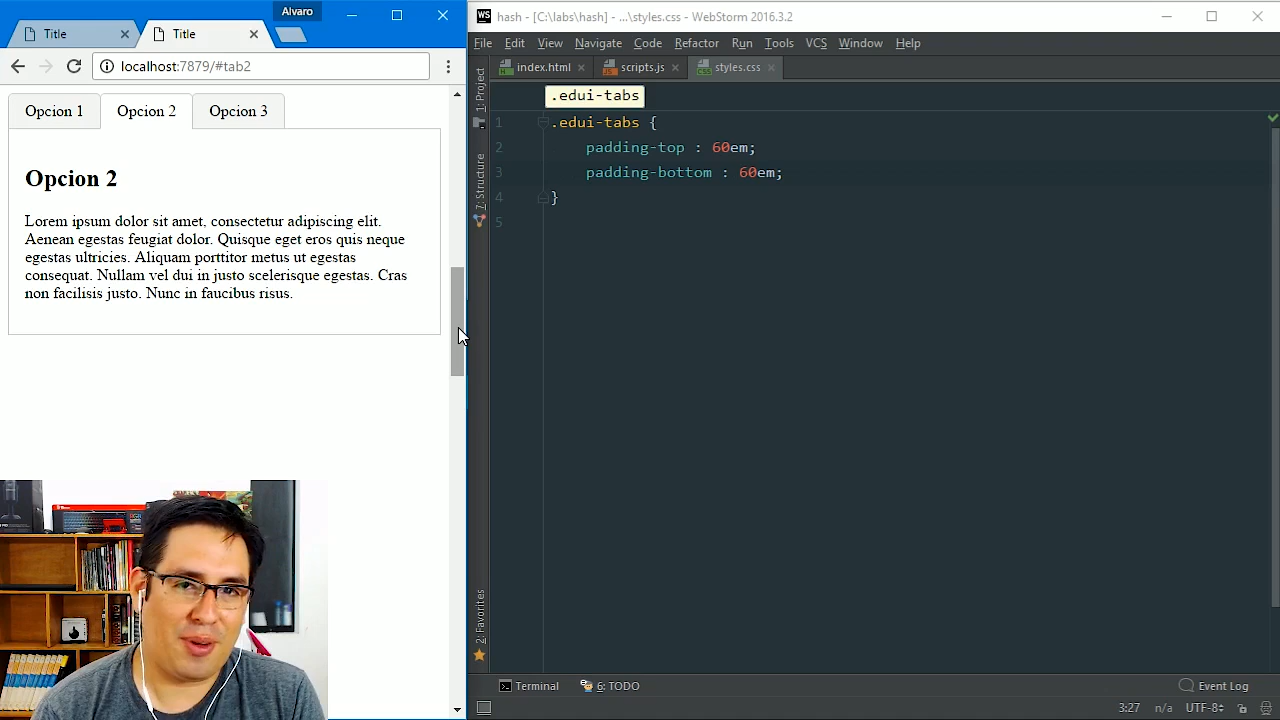 Alvaro
Title
Title
localhost:7879/#tab2
Opcion 1
Opcion 2
Opcion 3
Opcion 2
Lorem ipsum dolor sit amet, consectetur adipiscing elit.
Aenean egestas feugiat dolor. Quisque eget eros quis neque
egestas ultricies. Aliquam porttitor metus ut egestas
consequat. Nullam vel dui in justo scelerisque egestas. Cras
non facilisis justo. Nunc in faucibus risus.
WS hash - [C:\labs\hash] - ...\styles.css - WebStorm 2016.3.2
File Edit View Navigate Code Refactor Run Tools VCS Window Help
index.html
scripts.js
styles.css
1: Project
7: Structure
2: Favorites
.edui-tabs
1 .edui-tabs {
2 padding-top : 60em;
3 padding-bottom : 60em;
4 }
5
Terminal
6: TODO
Event Log
3:27 n/a UTF-8